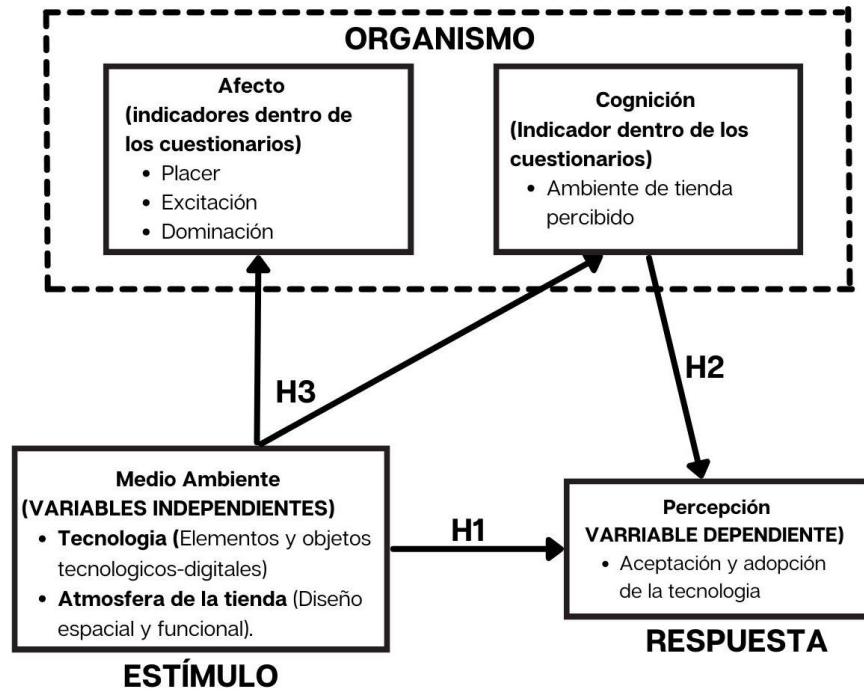 ORGANISMO
Afecto
(indicadores dentro de
los cuestionarios)
• Placer
• Excitación
• Dominación
Cognición
(Indicador dentro de los
cuestionarios)
• Ambiente de tienda
percibido
H3
H2
Medio Ambiente
(VARIABLES INDEPENDIENTES)
• Tecnologia (Elementos y objetos
tecnologicos-digitales)
• Atmosfera de la tienda (Diseño
espacial y funcional).
H1
Percepción
VARRIABLE DEPENDIENTE)
• Aceptación y adopción
de la tecnologia
ESTÍMULO
RESPUESTA